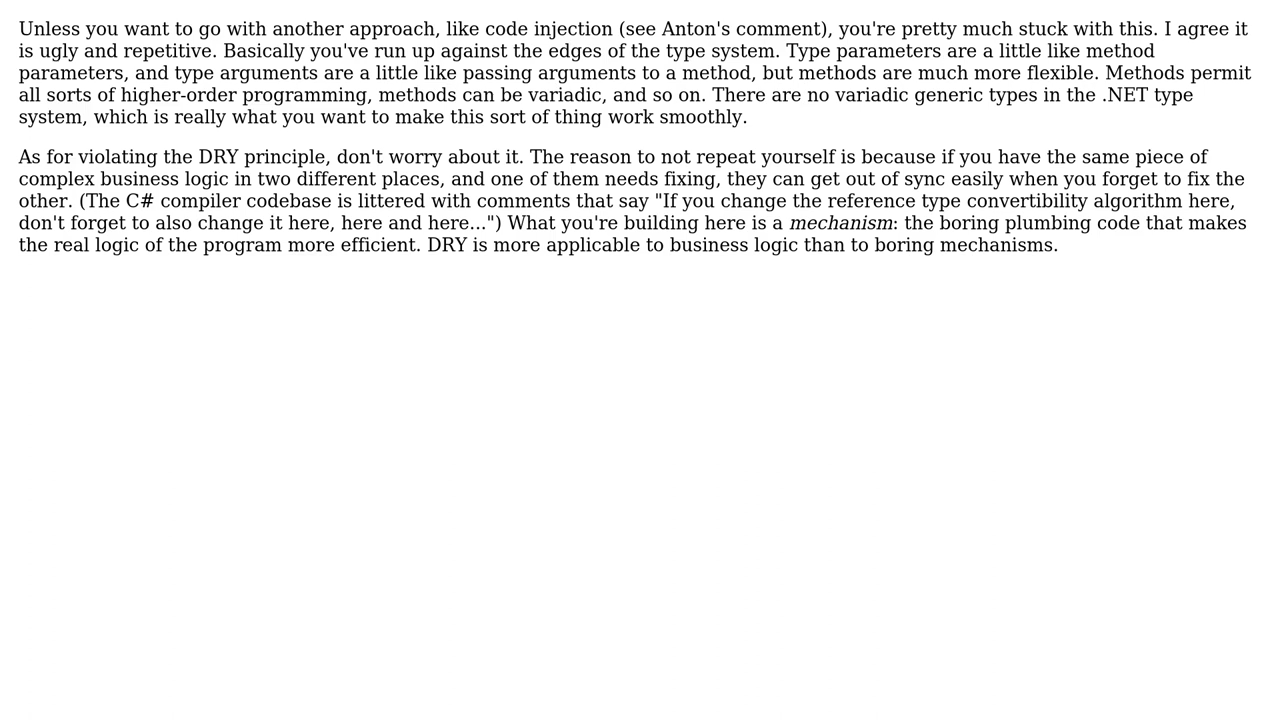 Unless you want to go with another approach, like code injection (see Anton's comment), you're pretty much stuck with this. I agree it
is ugly and repetitive. Basically you've run up against the edges of the type system. Type parameters are a little like method
parameters, and type arguments are a little like passing arguments to a method, but methods are much more flexible. Methods permit
all sorts of higher-order programming, methods can be variadic, and so on. There are no variadic generic types in the .NET type
system, which is really what you want to make this sort of thing work smoothly.
As for violating the DRY principle, don't worry about it. The reason to not repeat yourself is because if you have the same piece of
complex business logic in two different places, and one of them needs fixing, they can get out of sync easily when you forget to fix the
other. (The C# compiler codebase is littered with comments that say "If you change the reference type convertibility algorithm here,
don't forget to also change it here, here and here...") What you're building here is a mechanism: the boring plumbing code that makes
the real logic of the program more efficient. DRY is more applicable to business logic than to boring mechanisms.